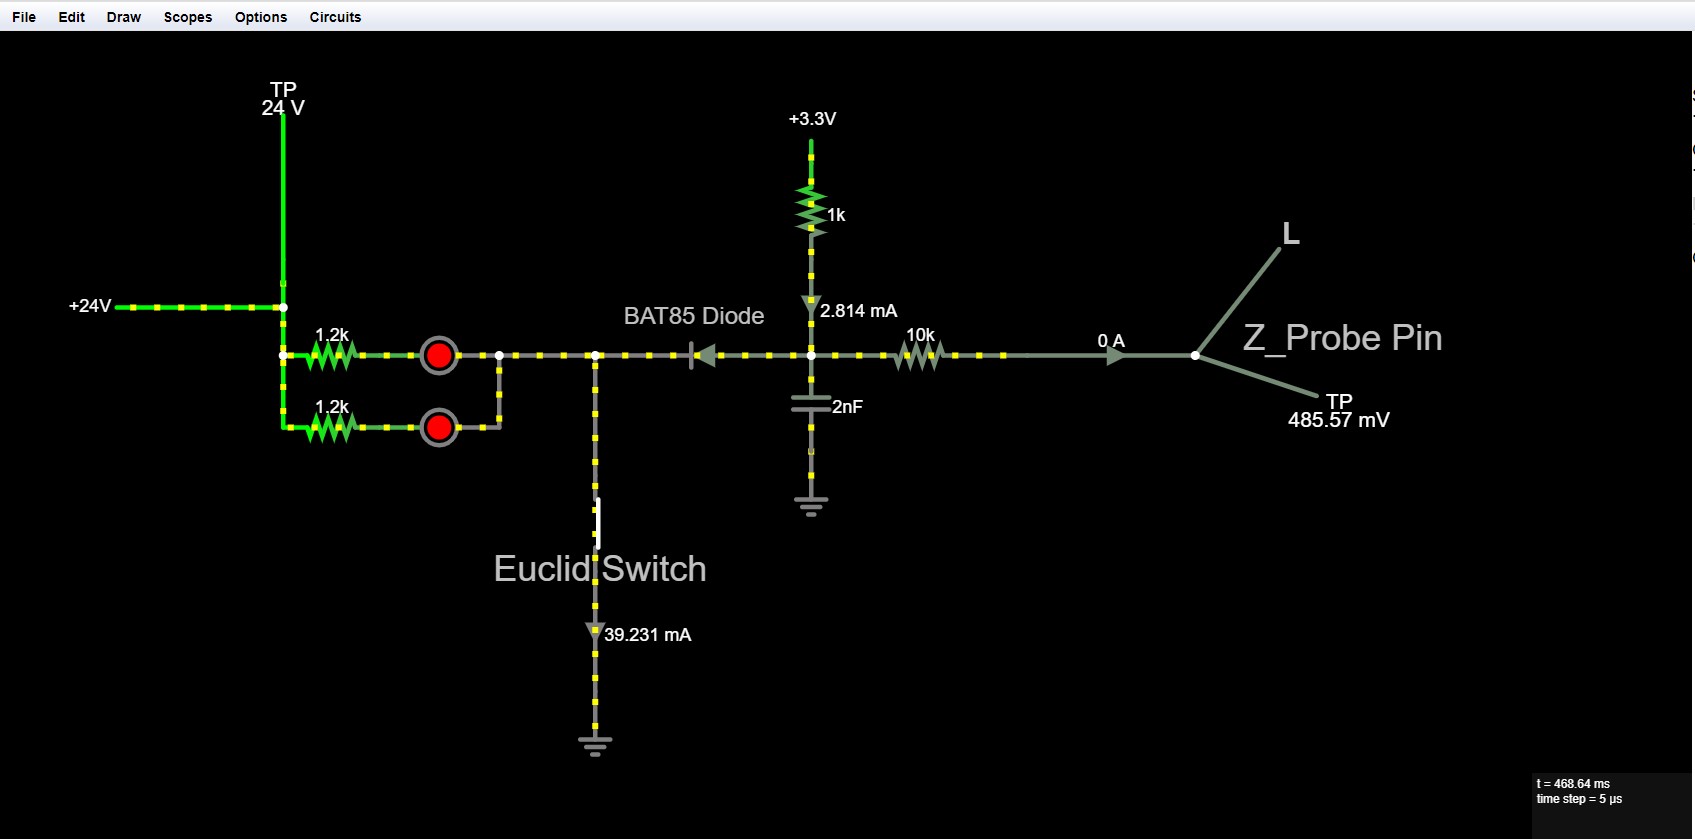 File Edit Draw Scopes Options Circuits
TP
24 V
+3.3V
1k
L
+24V
BAT85 Diode
2.814 mA
1.2k
10k
0 A
Z_Probe Pin
1.2k
2nF
TP
485.57 mV
Euclid Switch
39.231 mA
t = 468.64 ms
time step = 5 µs